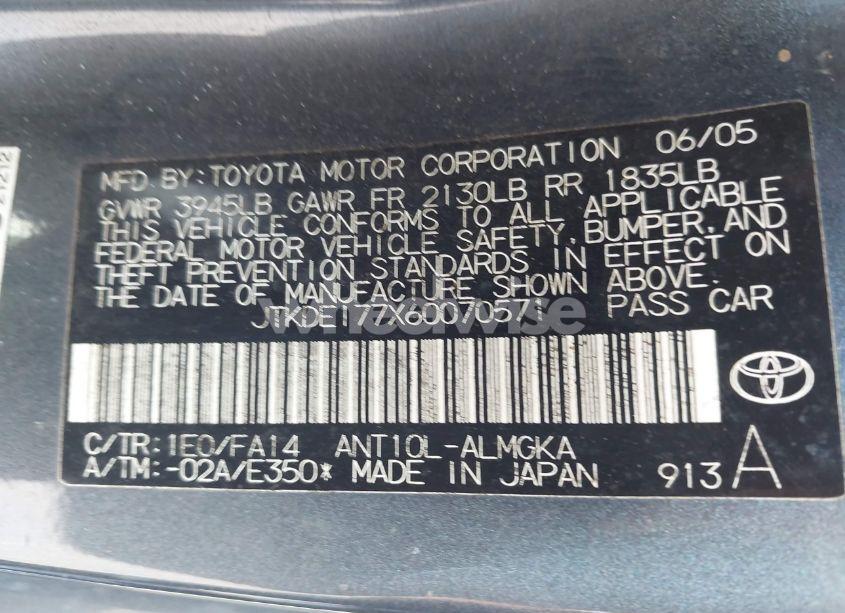 MFD BY:TOYOTA MOTOR CORPORATION 06/05
GVWR 3945LB GAWR FR 2130LB RR 1835LB
THIS VEHICLE CONFORMS TO ALL APPLICABLE
FEDERAL MOTOR VEHICLE SAFETY,BUMPER,AND
THEFT PREVENTION STANDARDS IN EFFECT ON
THE DATE OF MANUFACTURE SHOWN ABOVE.
JTKDE177X60070571 PASS CAR
C/TR:1E0/FA14 ANT10L-ALMGKA
A/TM:-02A/E350* MADE IN JAPAN 913 A